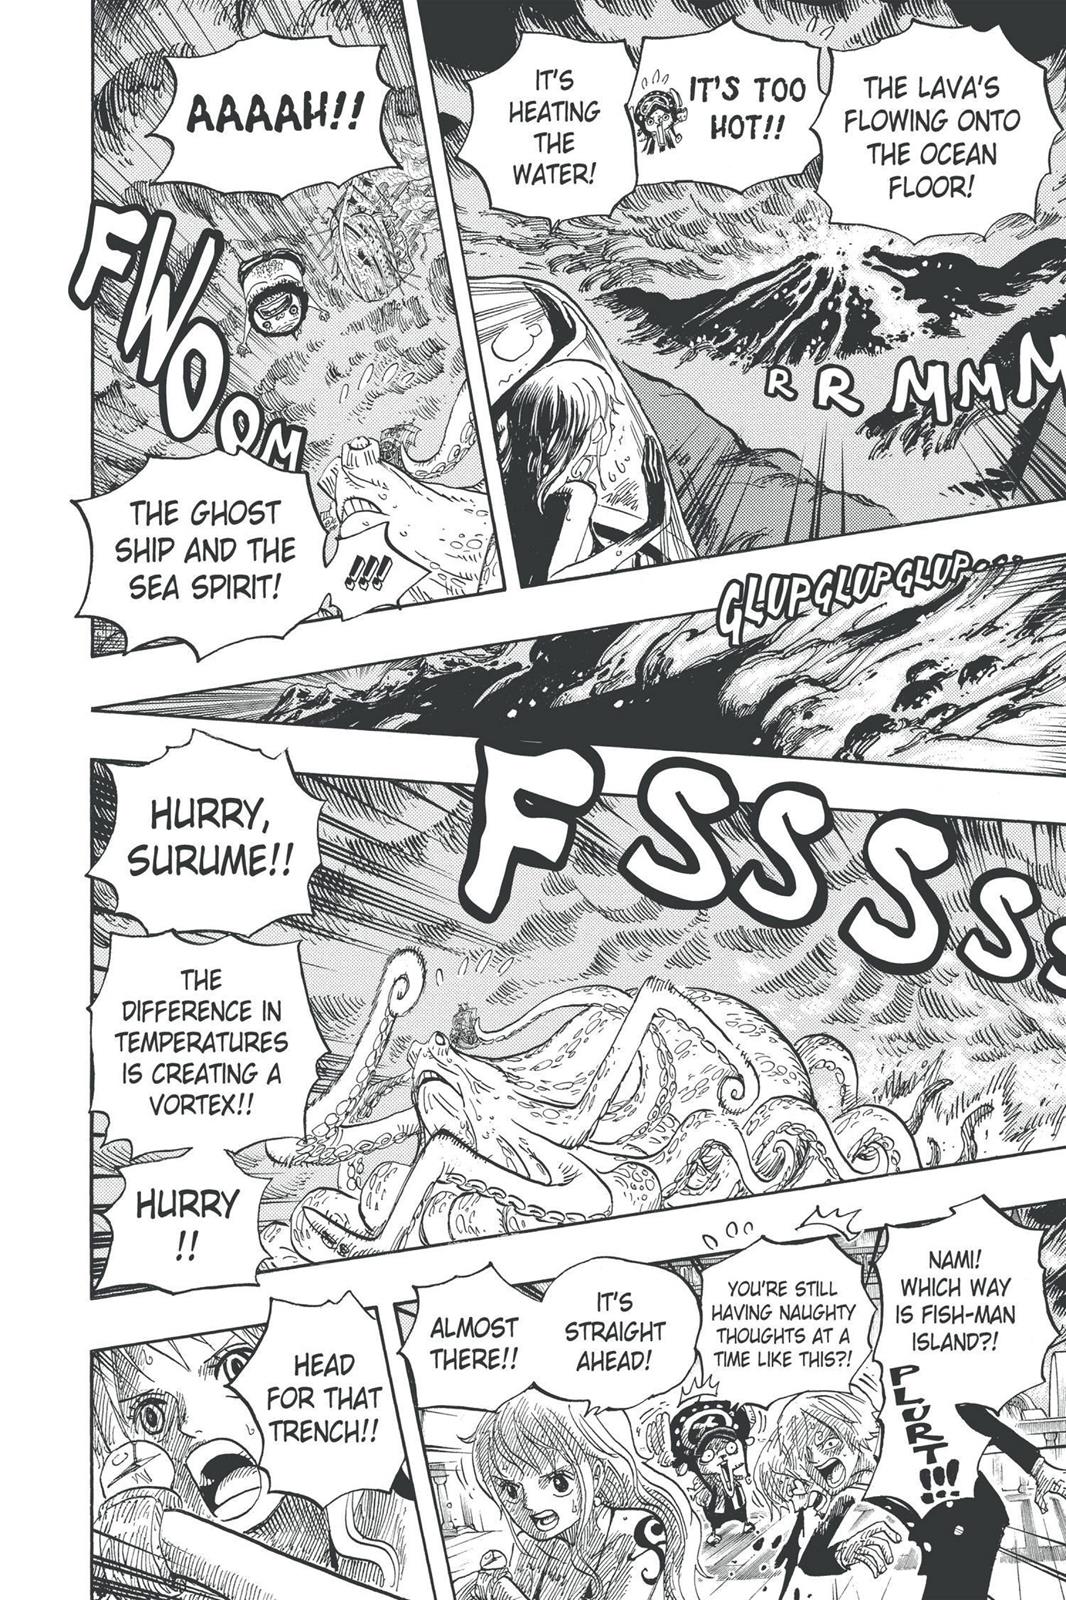 THE LAVA'S
FLOWING ONTO
THE OCEAN
FLOOR!
IT'S TOO
HOT!!
IT'S
HEATING
THE
WATER!
RRMMMM
AAAAH!!
FWOOOM
THE GHOST
SHIP AND THE
SEA SPIRIT!
!!!
GLUPGLUPGLUP
FSSSSS
HURRY,
SURUME!!
THE
DIFFERENCE IN
TEMPERATURES
IS CREATING A
VORTEX!!
HURRY
!!
NAMI!
WHICH WAY
IS FISH-MAN
ISLAND?!
PLURT!!!
YOU'RE STILL
HAVING NAUGHTY
THOUGHTS AT A
TIME LIKE THIS?!
IT'S
STRAIGHT
AHEAD!
ALMOST
THERE!!
HEAD
FOR THAT
TRENCH!!